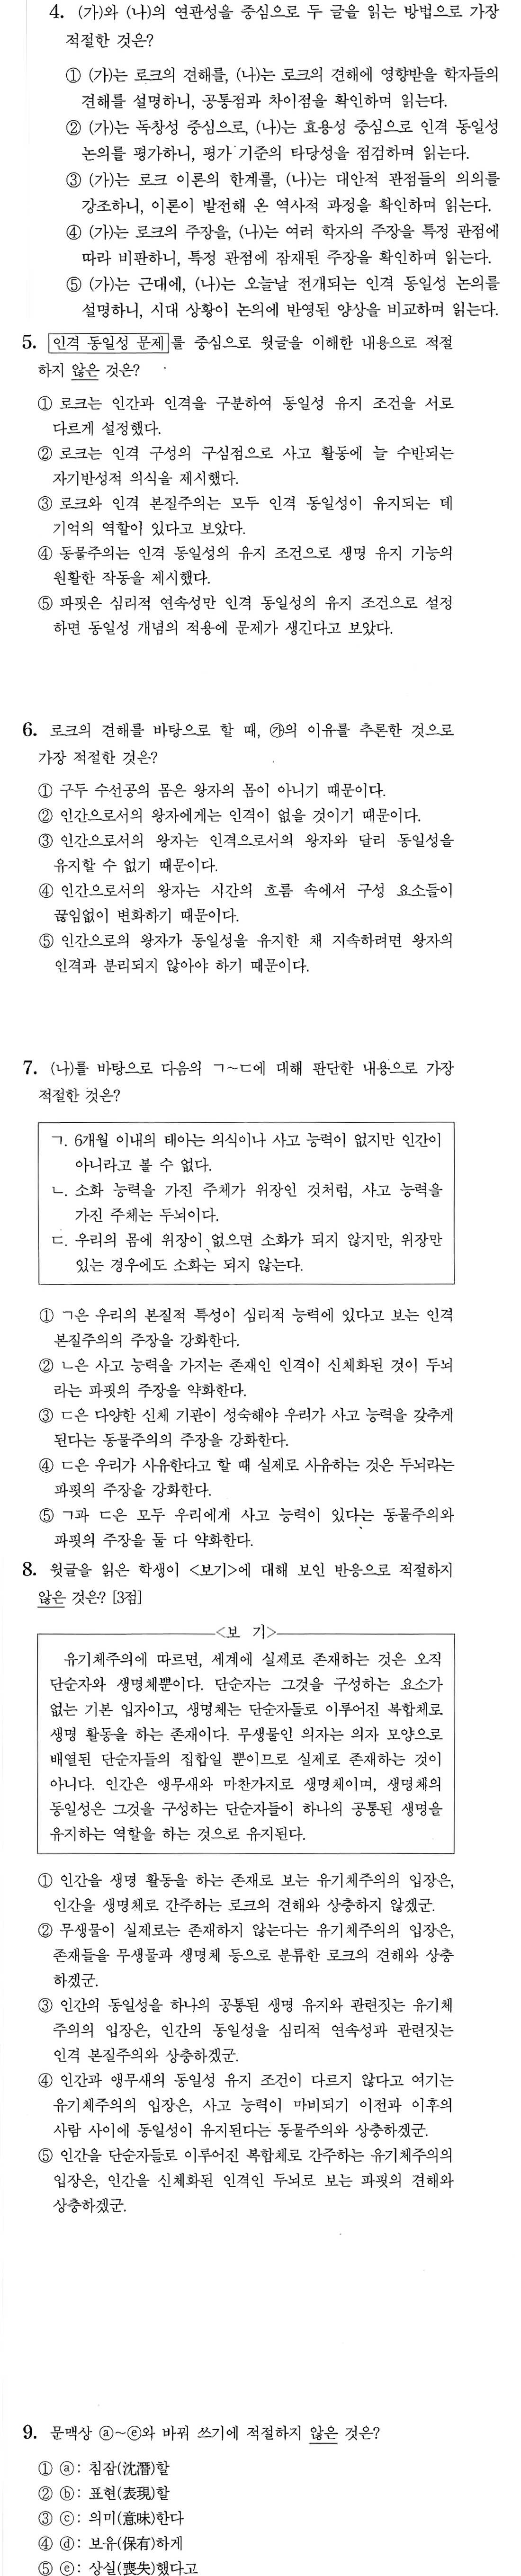 4. (가)와 (나)의 연관성을 중심으로 두 글을 읽는 방법으로 가장
적절한 것은?
① (가)는 로크의 견해를, (나)는 로크의 견해에 영향받을 학자들의
견해를 설명하니, 공통점과 차이점을 확인하며 읽는다.
② (가)는 독창성 중심으로, (나)는 효용성 중심으로 인격 동일성
논의를 평가하니, 평가 기준의 타당성을 점검하며 읽는다.
③ (가)는 로크 이론의 한계를, (나)는 대안적 관점들의 의의를
강조하니, 이론이 발전해 온 역사적 과정을 확인하며 읽는다.
④ (가)는 로크의 주장을, (나)는 여러 학자의 주장을 특정 관점에
따라 비판하니, 특정 관점에 잠재된 주장을 확인하며 읽는다.
⑤ (가)는 근대에, (나)는 오늘날 전개되는 인격 동일성 논의를
설명하니, 시대 상황이 논의에 반영된 양상을 비교하며 읽는다.
5. 인격 동일성 문제를 중심으로 윗글을 이해한 내용으로 적절
하지 않은 것은?
① 로크는 인간과 인격을 구분하여 동일성 유지 조건을 서로
다르게 설정했다.
② 로크는 인격 구성의 구심점으로 사고 활동에 늘 수반되는
자기반성적 의식을 제시했다.
③ 로크와 인격 본질주의는 모두 인격 동일성이 유지되는 데
기억의 역할이 있다고 보았다.
④ 동물주의는 인격 동일성의 유지 조건으로 생명 유지 기능의
원활한 작동을 제시했다.
⑤ 파핏은 심리적 연속성만 인격 동일성의 유지 조건으로 설정
하면 동일성 개념의 적용에 문제가 생긴다고 보았다.
6. 로크의 견해를 바탕으로 할 때, ㉮의 이유를 추론한 것으로
가장 적절한 것은?
① 구두 수선공의 몸은 왕자의 몸이 아니기 때문이다.
② 인간으로서의 왕자에게는 인격이 없을 것이기 때문이다.
③ 인간으로서의 왕자는 인격으로서의 왕자와 달리 동일성을
유지할 수 없기 때문이다.
④ 인간으로서의 왕자는 시간의 흐름 속에서 구성 요소들이
끊임없이 변화하기 때문이다.
⑤ 인간으로의 왕자가 동일성을 유지한 채 지속하려면 왕자의
인격과 분리되지 않아야 하기 때문이다.
7. (나)를 바탕으로 다음의 ㄱ～ㄷ에 대해 판단한 내용으로 가장
적절한 것은?
ㄱ. 6개월 이내의 태아는 의식이나 사고 능력이 없지만 인간이
아니라고 볼 수 없다.
ㄴ. 소화 능력을 가진 주체가 위장인 것처럼, 사고 능력을
가진 주체는 두뇌이다.
ㄷ. 우리의 몸에 위장이 없으면 소화가 되지 않지만, 위장만
있는 경우에도 소화는 되지 않는다.
① ㄱ은 우리의 본질적 특성이 심리적 능력에 있다고 보는 인격
본질주의의 주장을 강화한다.
② ㄴ은 사고 능력을 가지는 존재인 인격이 신체화된 것이 두뇌
라는 파핏의 주장을 약화한다.
③ ㄷ은 다양한 신체 기관이 성숙해야 우리가 사고 능력을 갖추게
된다는 동물주의의 주장을 강화한다.
④ ㄷ은 우리가 사유한다고 할 때 실제로 사유하는 것은 두뇌라는
파핏의 주장을 강화한다.
⑤ ㄱ과 ㄷ은 모두 우리에게 사고 능력이 있다는 동물주의와
파핏의 주장을 둘 다 약화한다.
8. 윗글을 읽은 학생이 <보기>에 대해 보인 반응으로 적절하지
않은 것은? [3점]
<보 기>
유기체주의에 따르면, 세계에 실제로 존재하는 것은 오직
단순자와 생명체뿐이다. 단순자는 그것을 구성하는 요소가
없는 기본 입자이고, 생명체는 단순자들로 이루어진 복합체로
생명 활동을 하는 존재이다. 무생물인 의자는 의자 모양으로
배열된 단순자들의 집합일 뿐이므로 실제로 존재하는 것이
아니다. 인간은 앵무새와 마찬가지로 생명체이며, 생명체의
동일성은 그것을 구성하는 단순자들이 하나의 공통된 생명을
유지하는 역할을 하는 것으로 유지된다.
① 인간을 생명 활동을 하는 존재로 보는 유기체주의의 입장은,
인간을 생명체로 간주하는 로크의 견해와 상충하지 않겠군.
② 무생물이 실제로는 존재하지 않는다는 유기체주의의 입장은,
존재들을 무생물과 생명체 등으로 분류한 로크의 견해와 상충
하겠군.
③ 인간의 동일성을 하나의 공통된 생명 유지와 관련짓는 유기체
주의의 입장은, 인간의 동일성을 심리적 연속성과 관련짓는
인격 본질주의와 상충하겠군.
④ 인간과 앵무새의 동일성 유지 조건이 다르지 않다고 여기는
유기체주의의 입장은, 사고 능력이 마비되기 이전과 이후의
사람 사이에 동일성이 유지된다는 동물주의와 상충하겠군.
⑤ 인간을 단순자들로 이루어진 복합체로 간주하는 유기체주의의
입장은, 인간을 신체화된 인격인 두뇌로 보는 파핏의 견해와
상충하겠군.
9. 문맥상 ⓐ～ⓔ와 바꿔 쓰기에 적절하지 않은 것은?
① ⓐ: 침잠(沈潛)할
② ⓑ: 표현(表現)할
③ ⓒ: 의미(意味)한다
④ ⓓ: 보유(保有)하게
⑤ ⓔ: 상실(喪失)했다고